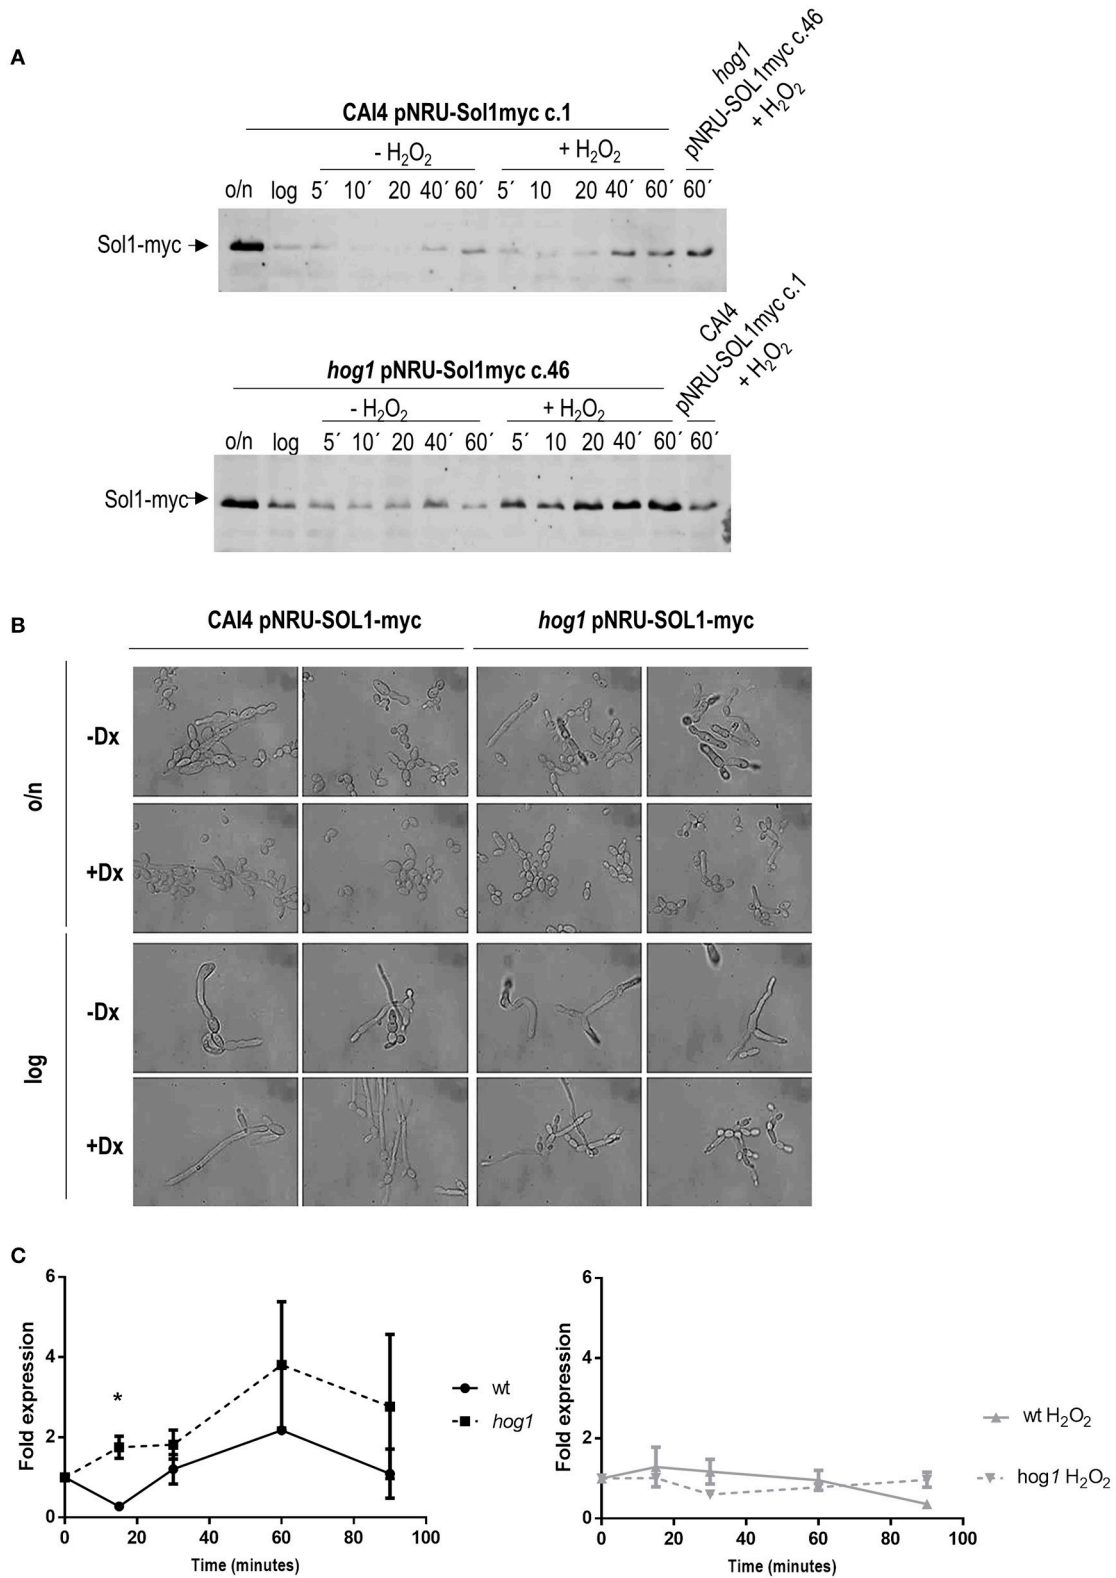 A
hog1
pNRU-SOL1myc c.46
+ H₂O₂
CAI4 pNRU-Sol1myc c.1
- H₂O₂ + H₂O₂
o/n log 5´ 10´ 20 40´ 60´ 5´ 10 20 40´ 60´ 60´
Sol1-myc
CAI4
pNRU-SOL1myc c.1
+ H₂O₂
hog1 pNRU-Sol1myc c.46
- H₂O₂ + H₂O₂
o/n log 5´ 10´ 20 40´ 60´ 5´ 10 20 40´ 60´ 60´
Sol1-myc
B
CAI4 pNRU-SOL1-myc hog1 pNRU-SOL1-myc
o/n
-Dx
+Dx
log
-Dx
+Dx
C
Fold expression
6
4
2
0
0 20 40 60 80 100
Time (minutes)
*
wt
hog1
Fold expression
6
4
2
0
0 20 40 60 80 100
Time (minutes)
wt H₂O₂
hog1 H₂O₂